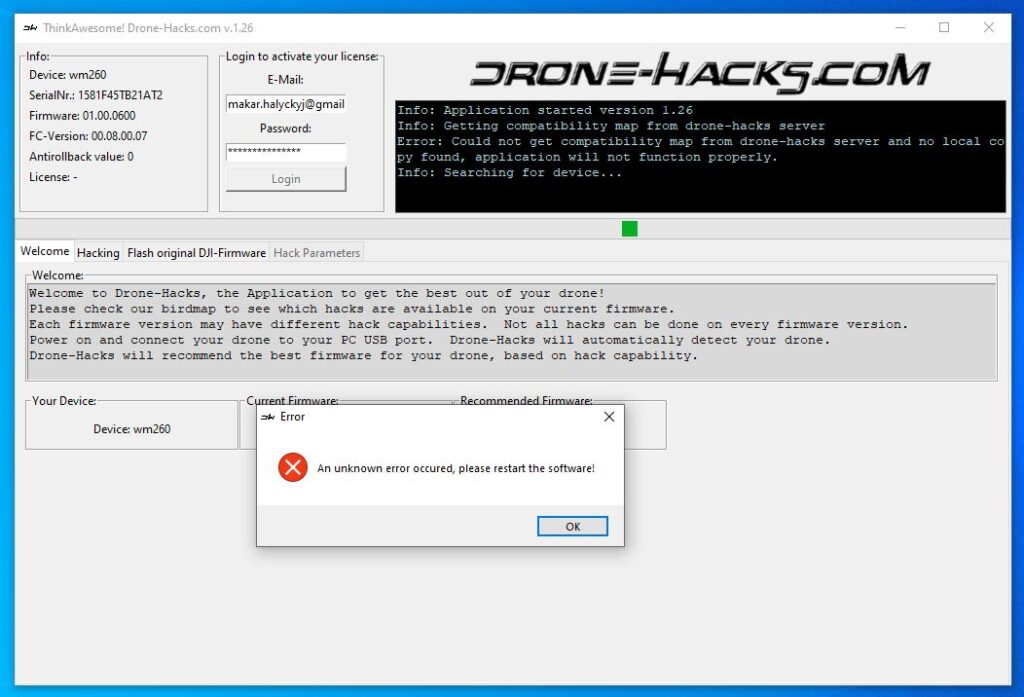 ThinkAwesome! Drone-Hacks.com v.1.26
Info:
Device: wm260
SerialNr.: 1581F45TB21AT2
Firmware: 01.00.0600
FC-Version: 00.08.00.07
Antirollback value: 0
License: -
Login to activate your license:
E-Mail:
makar.halyckyj@gmail
Password:
***************
Login
DRONE-HACKS.COM
Info: Application started version 1.26
Info: Getting compatibility map from drone-hacks server
Error: Could not get compatibility map from drone-hacks server and no local co
py found, application will not function properly.
Info: Searching for device...
Welcome Hacking Flash original DJI-Firmware Hack Parameters
Welcome:
Welcome to Drone-Hacks, the Application to get the best out of your drone!
Please check our birdmap to see which hacks are available on your current firmware.
Each firmware version may have different hack capabilities. Not all hacks can be done on every firmware version.
Power on and connect your drone to your PC USB port. Drone-Hacks will automatically detect your drone.
Drone-Hacks will recommend the best firmware for your drone, based on hack capability.
Your Device: Current Firmware: Recommended Firmware:
Device: wm260
Error
An unknown error occured, please restart the software!
OK